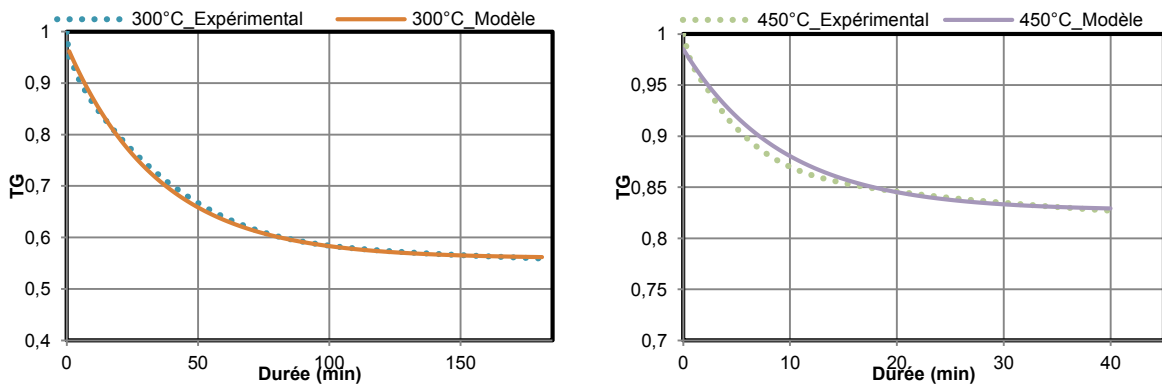 300°C_Expérimental
300°C_Modèle
1
0,9
0,8
0,7
0,6
0,5
0,4
TG
0
50
100
150
Durée (min)
450°C_Expérimental
450°C_Modèle
1
0,95
0,9
0,85
0,8
0,75
0,7
TG
0
10
20
30
40
Durée (min)